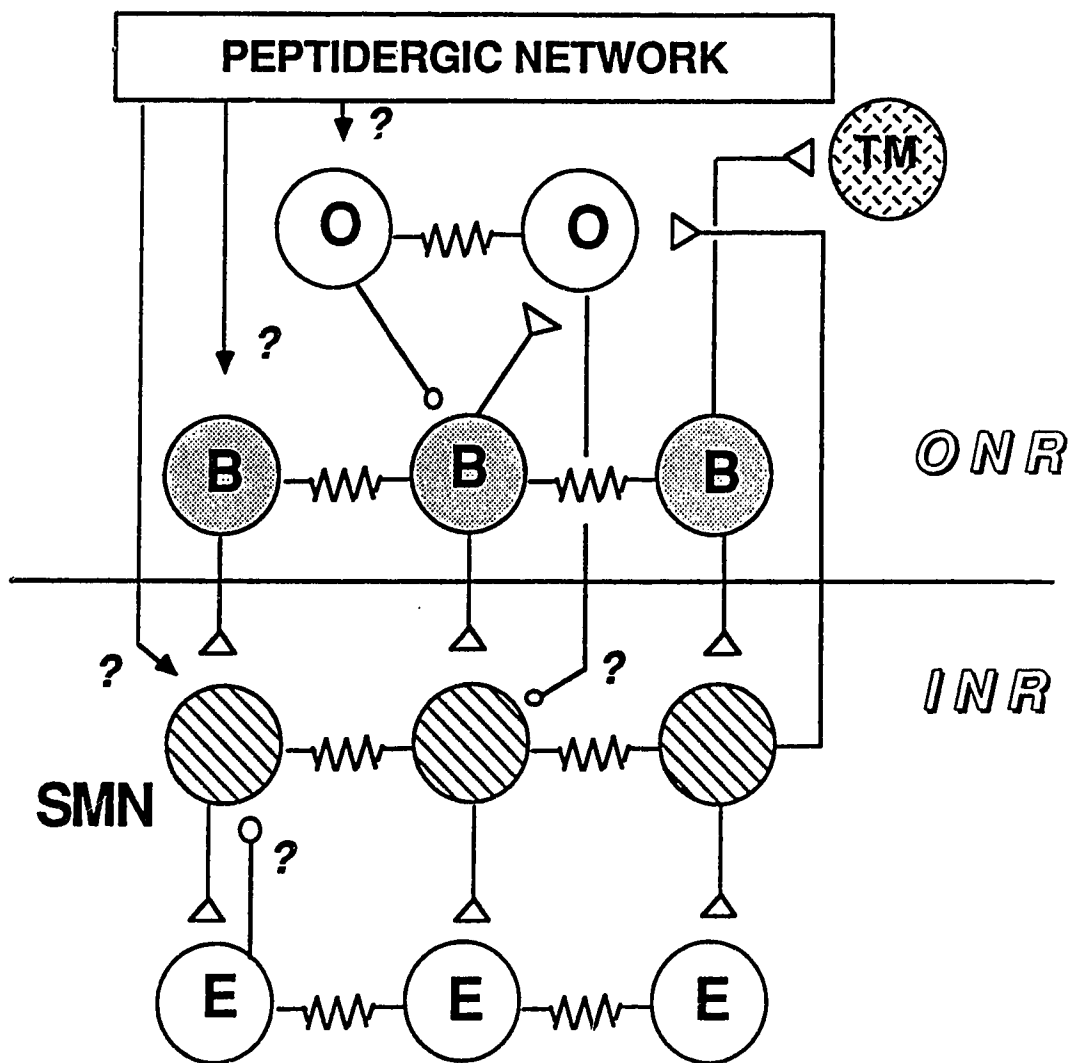 PEPTIDERGIC NETWORK
?
TM
O O
?
B B B
ONR
? ?
INR
SMN
?
E E E